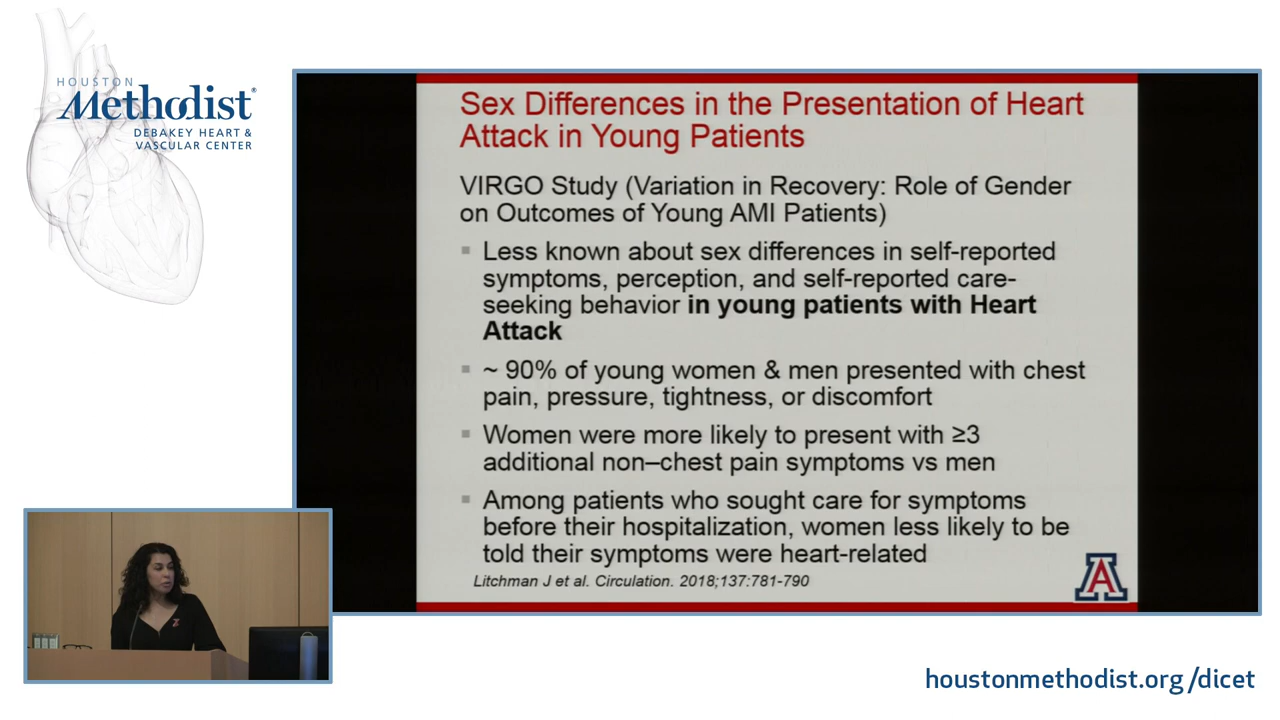 HOUSTON
Methodist®
DEBAKEY HEART &
VASCULAR CENTER
Sex Differences in the Presentation of Heart
Attack in Young Patients
VIRGO Study (Variation in Recovery: Role of Gender
on Outcomes of Young AMI Patients)
▪ Less known about sex differences in self-reported
symptoms, perception, and self-reported care-
seeking behavior in young patients with Heart
Attack
▪ ~ 90% of young women & men presented with chest
pain, pressure, tightness, or discomfort
▪ Women were more likely to present with ≥3
additional non–chest pain symptoms vs men
▪ Among patients who sought care for symptoms
before their hospitalization, women less likely to be
told their symptoms were heart-related
Litchman J et al. Circulation. 2018;137:781-790
A
houstonmethodist.org/dicet